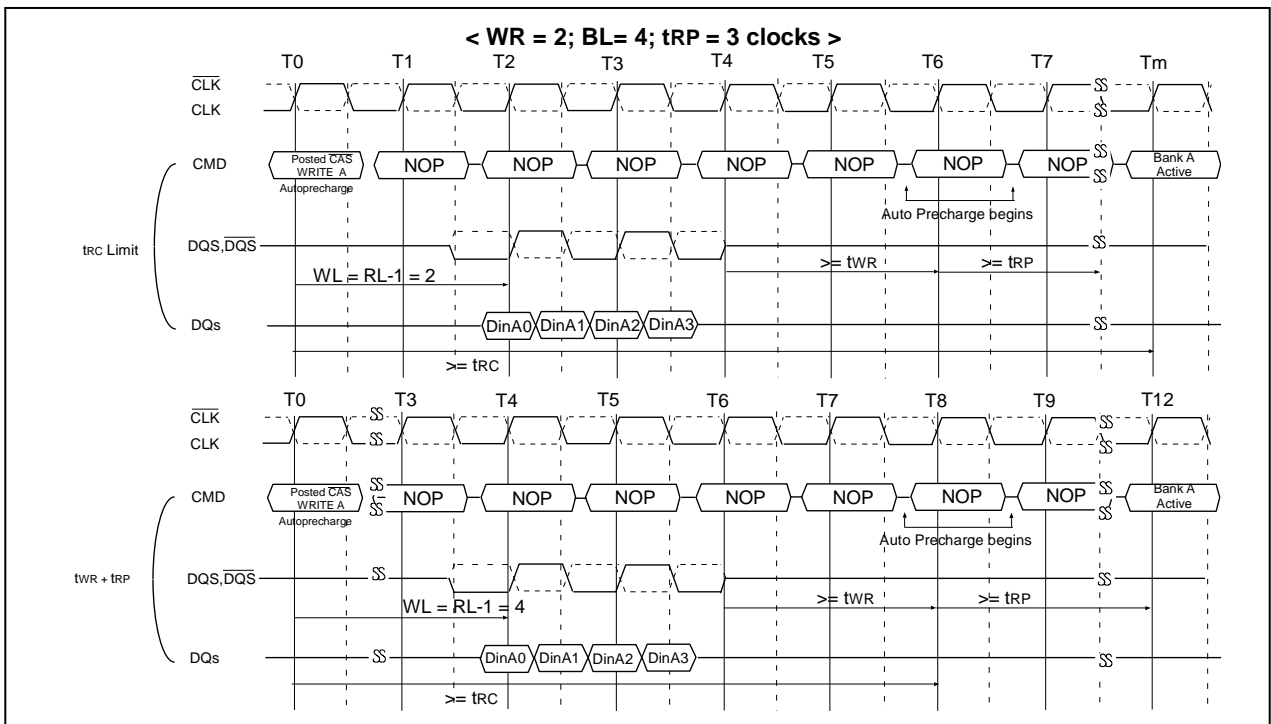 < WR = 2; BL= 4; tRP = 3 clocks >
T0 T1 T2 T3 T4 T5 T6 T7 Tm
CLK
CLK
CMD
Posted CAS
WRITE A
Autoprecharge
NOP NOP NOP NOP NOP NOP NOP
Bank A
Active
Auto Precharge begins
tRC Limit
DQS,DQS
>= tWR >= tRP
WL = RL-1 = 2
DQs
DinA0 DinA1 DinA2 DinA3
>= tRC
T0 T3 T4 T5 T6 T7 T8 T9 T12
CLK
CLK
CMD
Posted CAS
WRITE A
Autoprecharge
NOP NOP NOP NOP NOP NOP NOP
Bank A
Active
Auto Precharge begins
tWR + tRP
DQS,DQS
WL = RL-1 = 4
>= tWR >= tRP
DQs
DinA0 DinA1 DinA2 DinA3
>= tRC